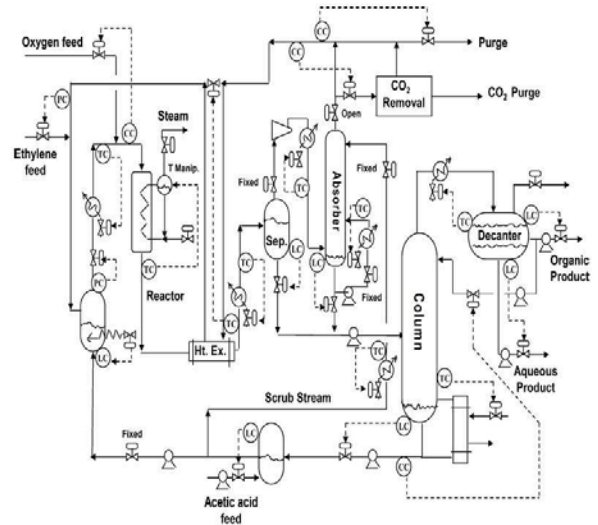 CC
CC
CC
Purge
Oxygen feed
PC
CC
Steam
CO2
Removal
CO2 Purge
Open
Ethylene
feed
TC
T Manip.
Fixed
TC
Absorber
Fixed
TC
TC
LC
Decanter
Sep.
LC
LC
LC
Organic
Product
PC
TC
TC
Fixed
Reactor
TC
LC
Ht. Ex.
TC
Column
TC
Aqueous
Product
Scrub Stream
LC
Fixed
LC
CC
Acetic acid
feed